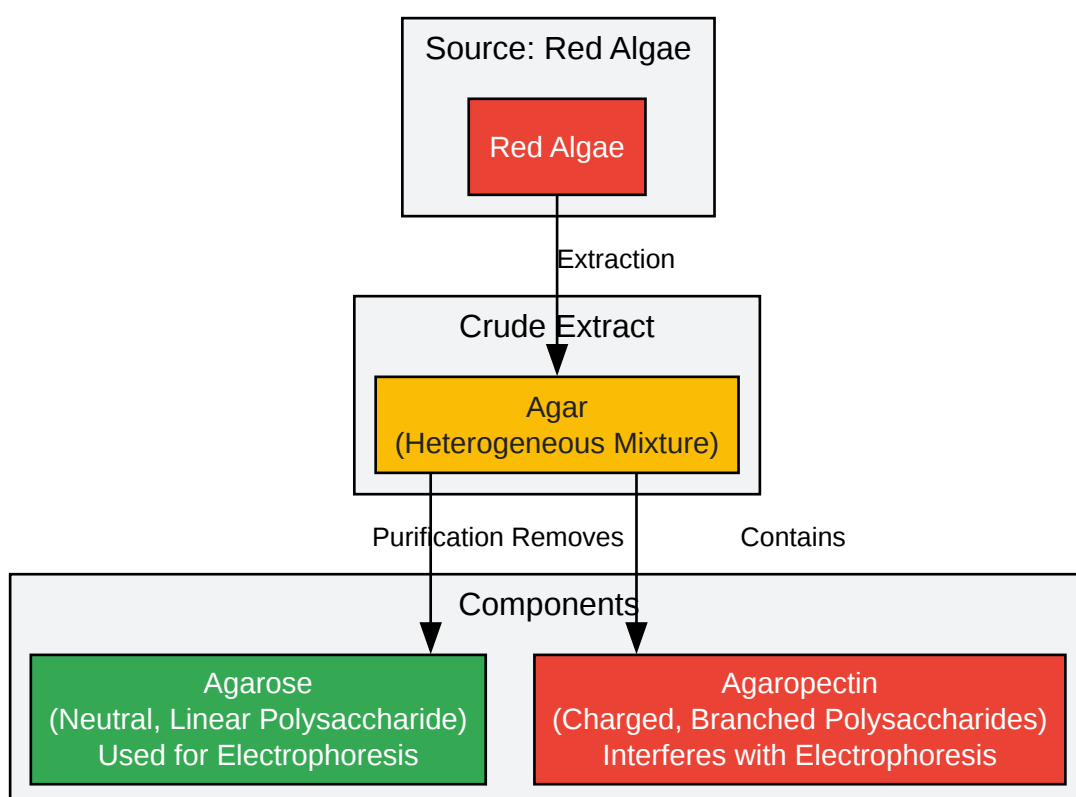 Source: Red Algae
Red Algae
Extraction
Crude Extract
Agar
(Heterogeneous Mixture)
Purification Removes
Contains
Components
Agarose
(Neutral, Linear Polysaccharide)
Used for Electrophoresis
Agaropectin
(Charged, Branched Polysaccharides)
Interferes with Electrophoresis